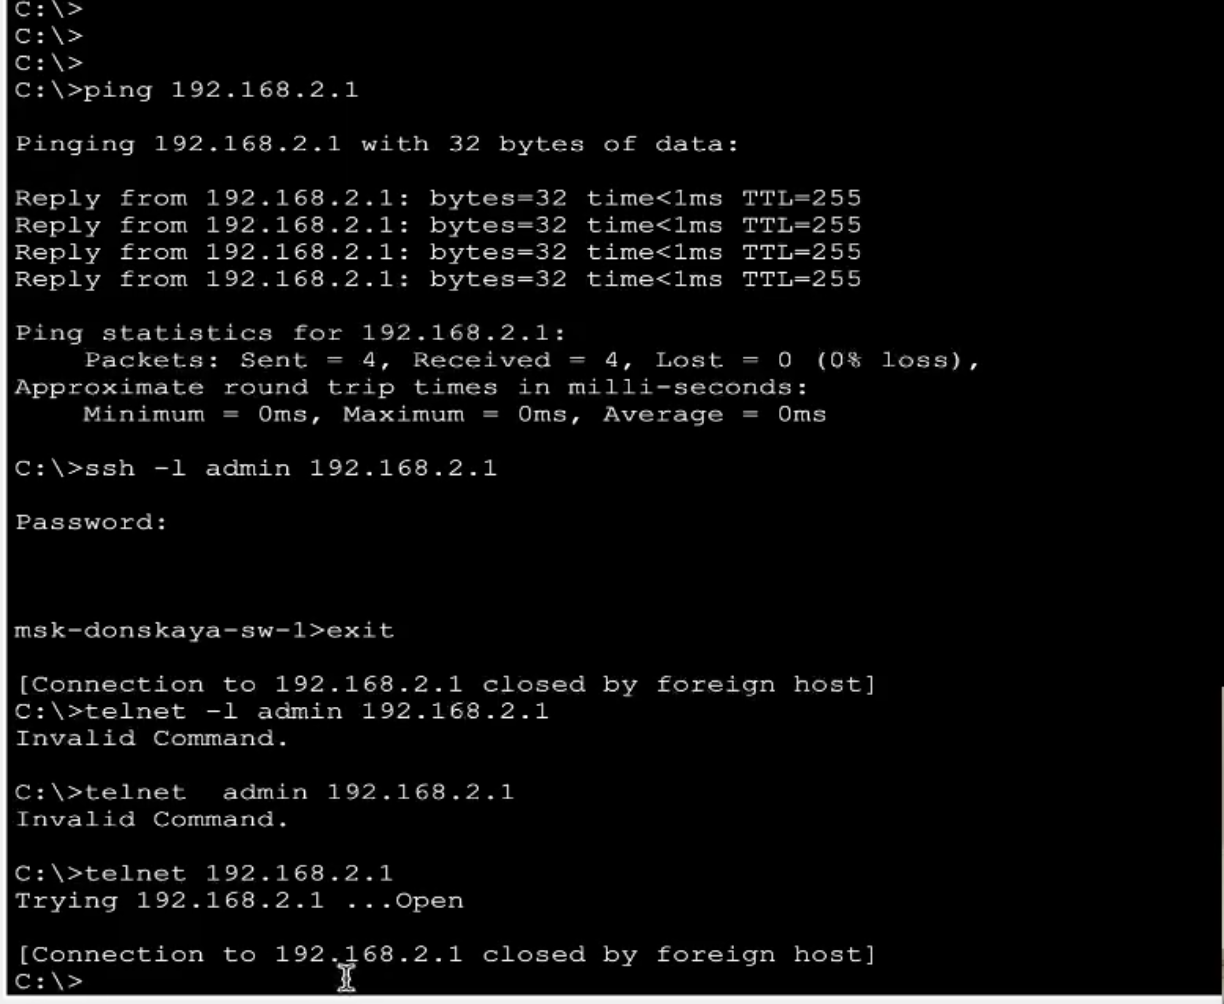 C:\>
C:\>
C:\>
C:\>ping 192.168.2.1
Pinging 192.168.2.1 with 32 bytes of data:
Reply from 192.168.2.1: bytes=32 time<1ms TTL=255
Reply from 192.168.2.1: bytes=32 time<1ms TTL=255
Reply from 192.168.2.1: bytes=32 time<1ms TTL=255
Reply from 192.168.2.1: bytes=32 time<1ms TTL=255
Ping statistics for 192.168.2.1:
    Packets: Sent = 4, Received = 4, Lost = 0 (0% loss),
Approximate round trip times in milli-seconds:
    Minimum = 0ms, Maximum = 0ms, Average = 0ms
C:\>ssh -l admin 192.168.2.1
Password:
msk-donskaya-sw-1>exit
[Connection to 192.168.2.1 closed by foreign host]
C:\>telnet -l admin 192.168.2.1
Invalid Command.
C:\>telnet  admin 192.168.2.1
Invalid Command.
C:\>telnet 192.168.2.1
Trying 192.168.2.1 ...Open
[Connection to 192.168.2.1 closed by foreign host]
C:\>